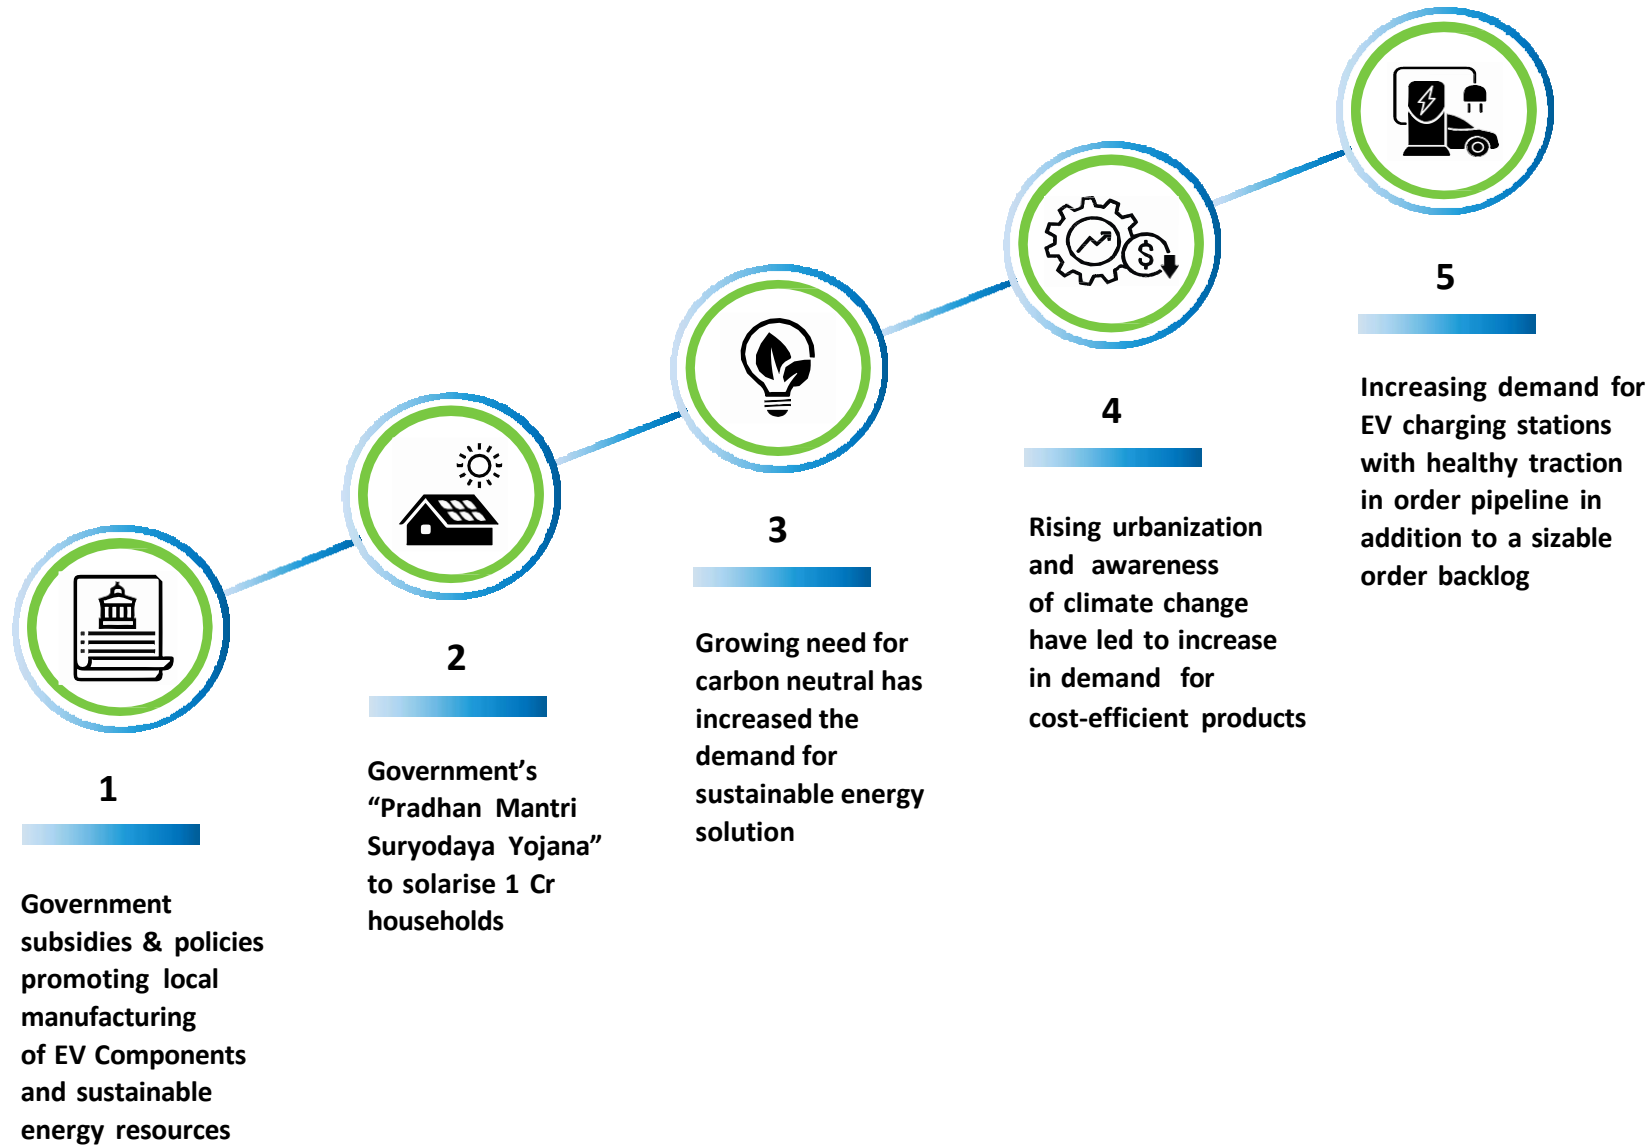 1
Government
subsidies & policies
promoting local
manufacturing
of EV Components
and sustainable
energy resources
2
Government’s
“Pradhan Mantri
Suryodaya Yojana”
to solarise 1 Cr
households
3
Growing need for
carbon neutral has
increased the
demand for
sustainable energy
solution
4
Rising urbanization
and awareness
of climate change
have led to increase
in demand for
cost-efficient products
$
5
Increasing demand for
EV charging stations
with healthy traction
in order pipeline in
addition to a sizable
order backlog